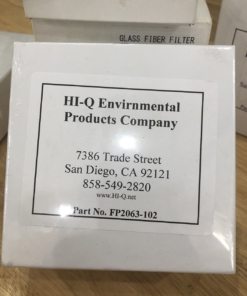 GLASS FIBER FILTER
HI-Q Envirnmental
Products Company
7386 Trade Street
San Diego, CA 92121
858-549-2820
www.HI-Q.net
Part No. FP2063-102